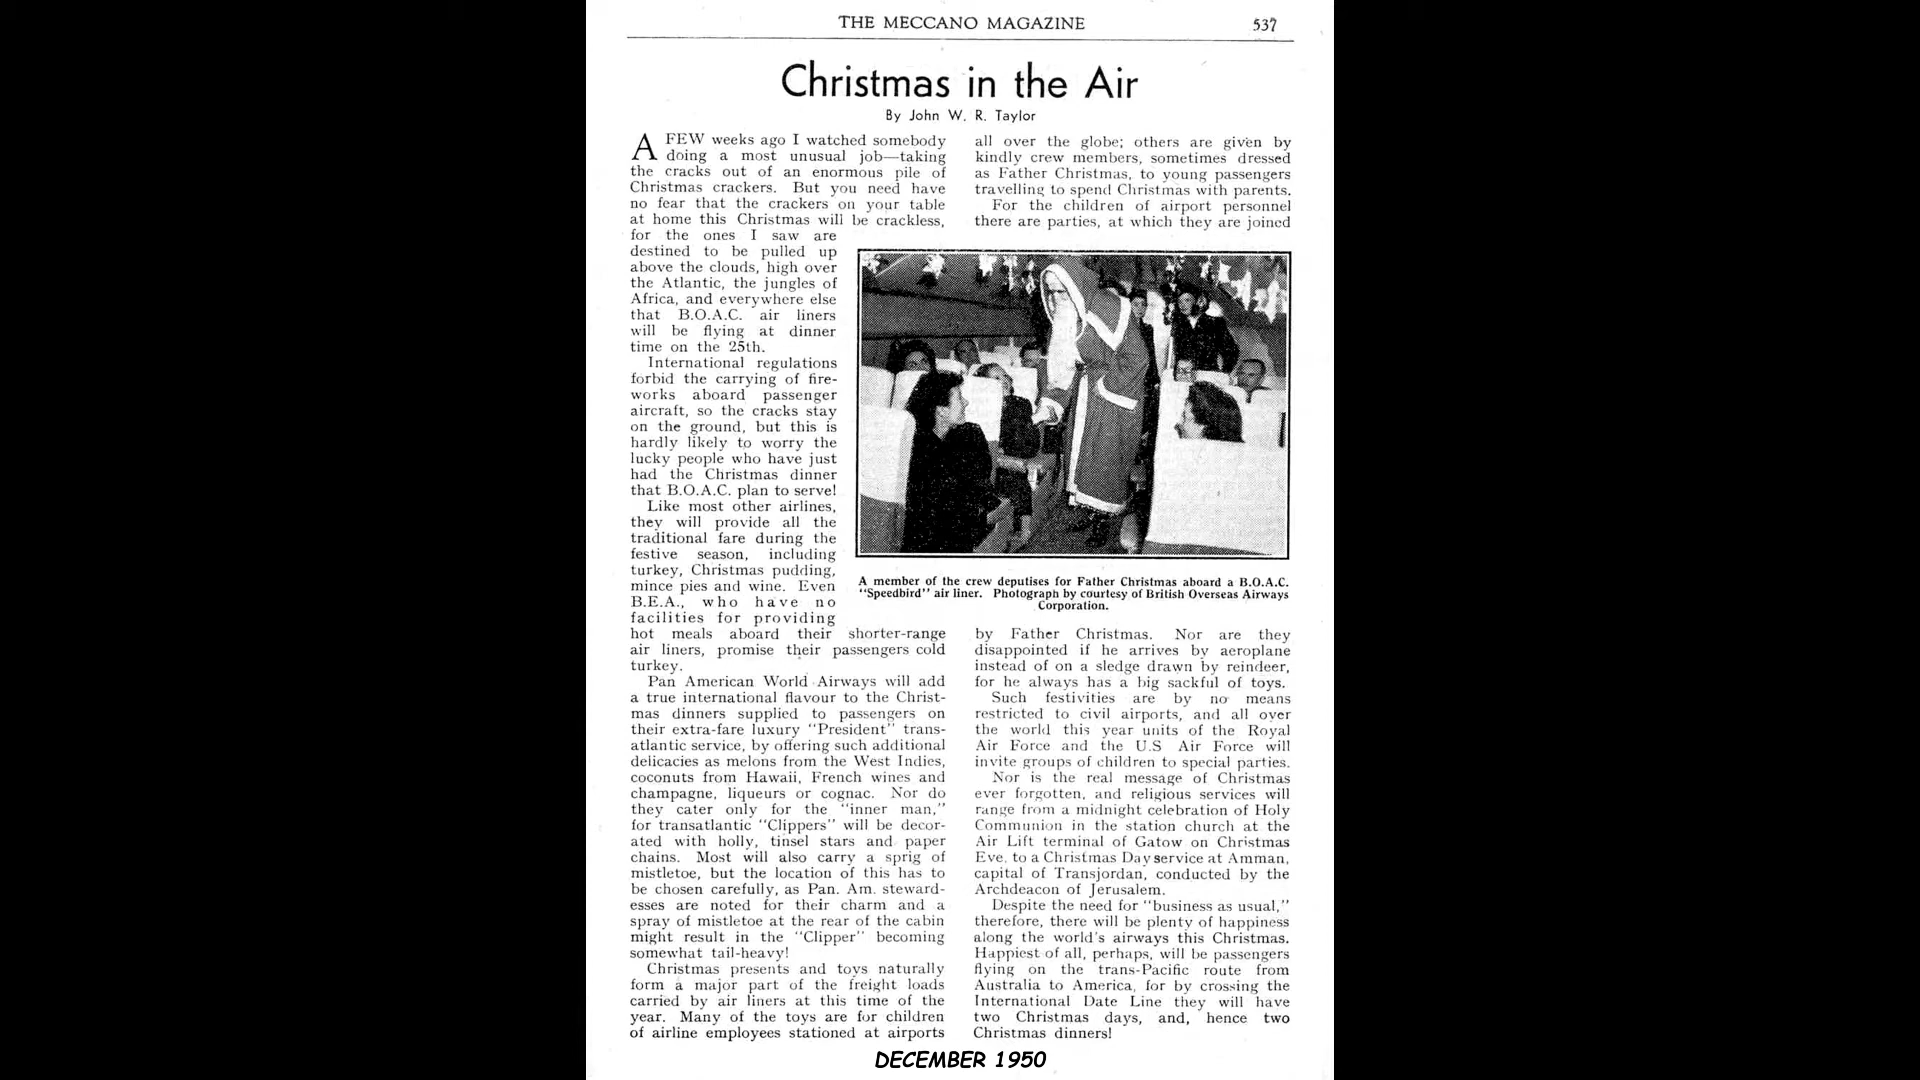 THE MECCANO MAGAZINE 537
Christmas in the Air
By John W. R. Taylor
A FEW weeks ago I watched somebody
doing a most unusual job—taking
the cracks out of an enormous pile of
Christmas crackers. But you need have
no fear that the crackers on your table
at home this Christmas will be crackless,
for the ones I saw are
destined to be pulled up
above the clouds, high over
the Atlantic, the jungles of
Africa, and everywhere else
that B.O.A.C. air liners
will be flying at dinner
time on the 25th.
International regulations
forbid the carrying of fire-
works aboard passenger
aircraft, so the cracks stay
on the ground, but this is
hardly likely to worry the
lucky people who have just
had the Christmas dinner
that B.O.A.C. plan to serve!
Like most other airlines,
they will provide all the
traditional fare during the
festive season, including
turkey, Christmas pudding,
mince pies and wine. Even
B.E.A., who have no
facilities for providing
hot meals aboard their shorter-range
air liners, promise their passengers cold
turkey.
Pan American World Airways will add
a true international flavour to the Christ-
mas dinners supplied to passengers on
their extra-fare luxury "President" trans-
atlantic service, by offering such additional
delicacies as melons from the West Indies,
coconuts from Hawaii, French wines and
champagne, liqueurs or cognac. Nor do
they cater only for the "inner man,"
for transatlantic "Clippers" will be decor-
ated with holly, tinsel stars and paper
chains. Most will also carry a sprig of
mistletoe, but the location of this has to
be chosen carefully, as Pan. Am. steward-
esses are noted for their charm and a
spray of mistletoe at the rear of the cabin
might result in the "Clipper" becoming
somewhat tail-heavy!
Christmas presents and toys naturally
form a major part of the freight loads
carried by air liners at this time of the
year. Many of the toys are for children
of airline employees stationed at airports
all over the globe; others are given by
kindly crew members, sometimes dressed
as Father Christmas, to young passengers
travelling to spend Christmas with parents.
For the children of airport personnel
there are parties, at which they are joined
A member of the crew deputises for Father Christmas aboard a B.O.A.C.
"Speedbird" air liner. Photograph by courtesy of British Overseas Airways
Corporation.
by Father Christmas. Nor are they
disappointed if he arrives by aeroplane
instead of on a sledge drawn by reindeer,
for he always has a big sackful of toys.
Such festivities are by no means
restricted to civil airports, and all over
the world this year units of the Royal
Air Force and the U.S Air Force will
invite groups of children to special parties.
Nor is the real message of Christmas
ever forgotten, and religious services will
range from a midnight celebration of Holy
Communion in the station church at the
Air Lift terminal of Gatow on Christmas
Eve, to a Christmas Day service at Amman,
capital of Transjordan, conducted by the
Archdeacon of Jerusalem.
Despite the need for "business as usual,"
therefore, there will be plenty of happiness
along the world's airways this Christmas.
Happiest of all, perhaps, will be passengers
flying on the trans-Pacific route from
Australia to America, for by crossing the
International Date Line they will have
two Christmas days, and, hence two
Christmas dinners!
DECEMBER 1950